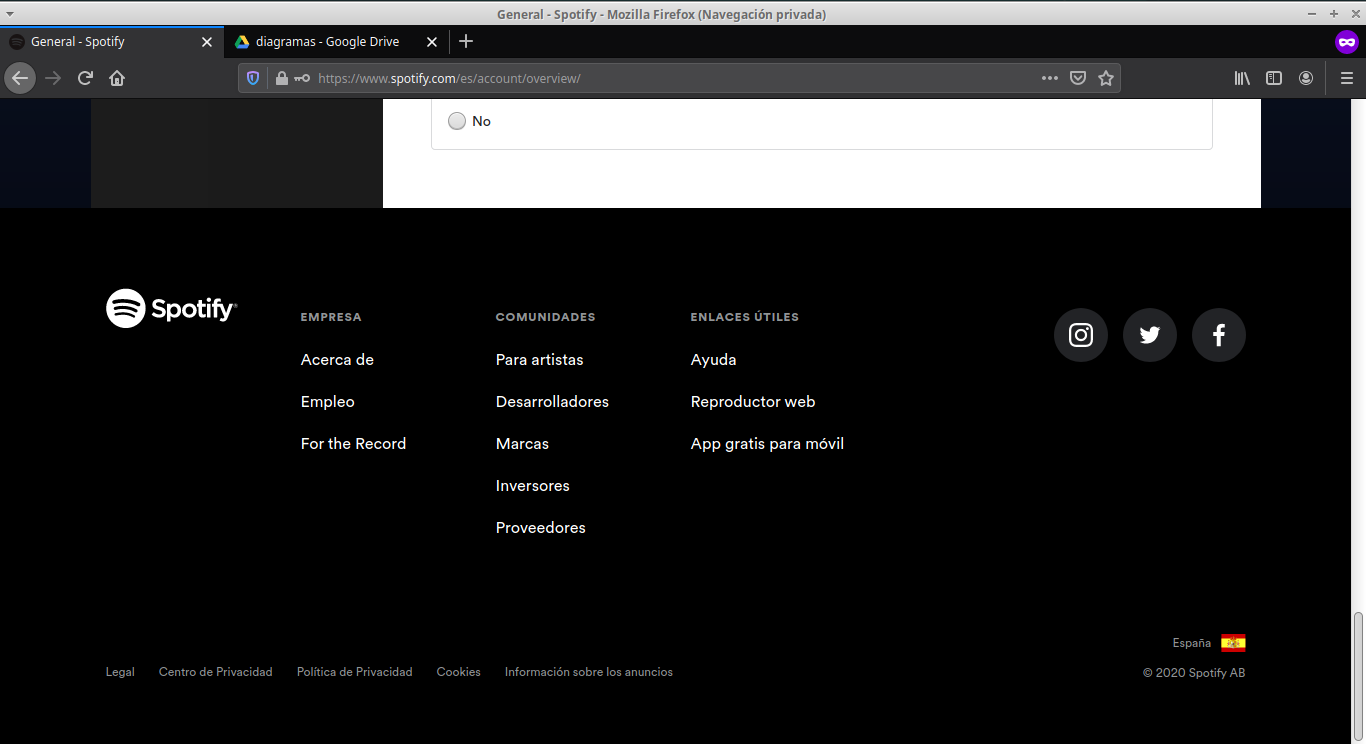 General - Spotify - Mozilla Firefox (Navegación privada)
General - Spotify
diagramas - Google Drive
https://www.spotify.com/es/account/overview/
No
Spotify®
EMPRESA
Acerca de
Empleo
For the Record
COMUNIDADES
Para artistas
Desarrolladores
Marcas
Inversores
Proveedores
ENLACES ÚTILES
Ayuda
Reproductor web
App gratis para móvil
España
Legal Centro de Privacidad Política de Privacidad Cookies Información sobre los anuncios
© 2020 Spotify AB